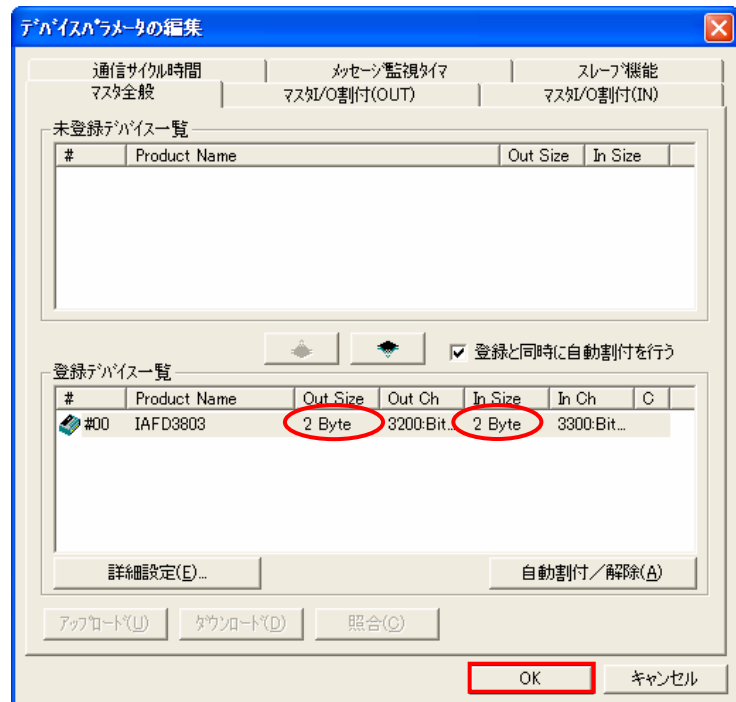 ﾃﾞﾊﾞｲｽﾊﾟﾗﾒｰﾀの編集
通信ｻｲｸﾙ時間 ﾒｯｾｰｼﾞ監視ﾀｲﾏ ｽﾚｰﾌﾞ機能
ﾏｽﾀ全般 ﾏｽﾀI/O割付(OUT) ﾏｽﾀI/O割付(IN)
未登録ﾃﾞﾊﾞｲｽ一覧
# Product Name Out Size In Size
登録と同時に自動割付を行う
登録ﾃﾞﾊﾞｲｽ一覧
# Product Name Out Size Out Ch In Size In Ch C
#00 IAFD3803 2 Byte 3200:Bit... 2 Byte 3300:Bit...
詳細設定(E)... 自動割付／解除(A)
ｱｯﾌﾟﾛｰﾄﾞ(U) ﾀﾞｳﾝﾛｰﾄﾞ(D) 照合(C)
OK ｷｬﾝｾﾙ